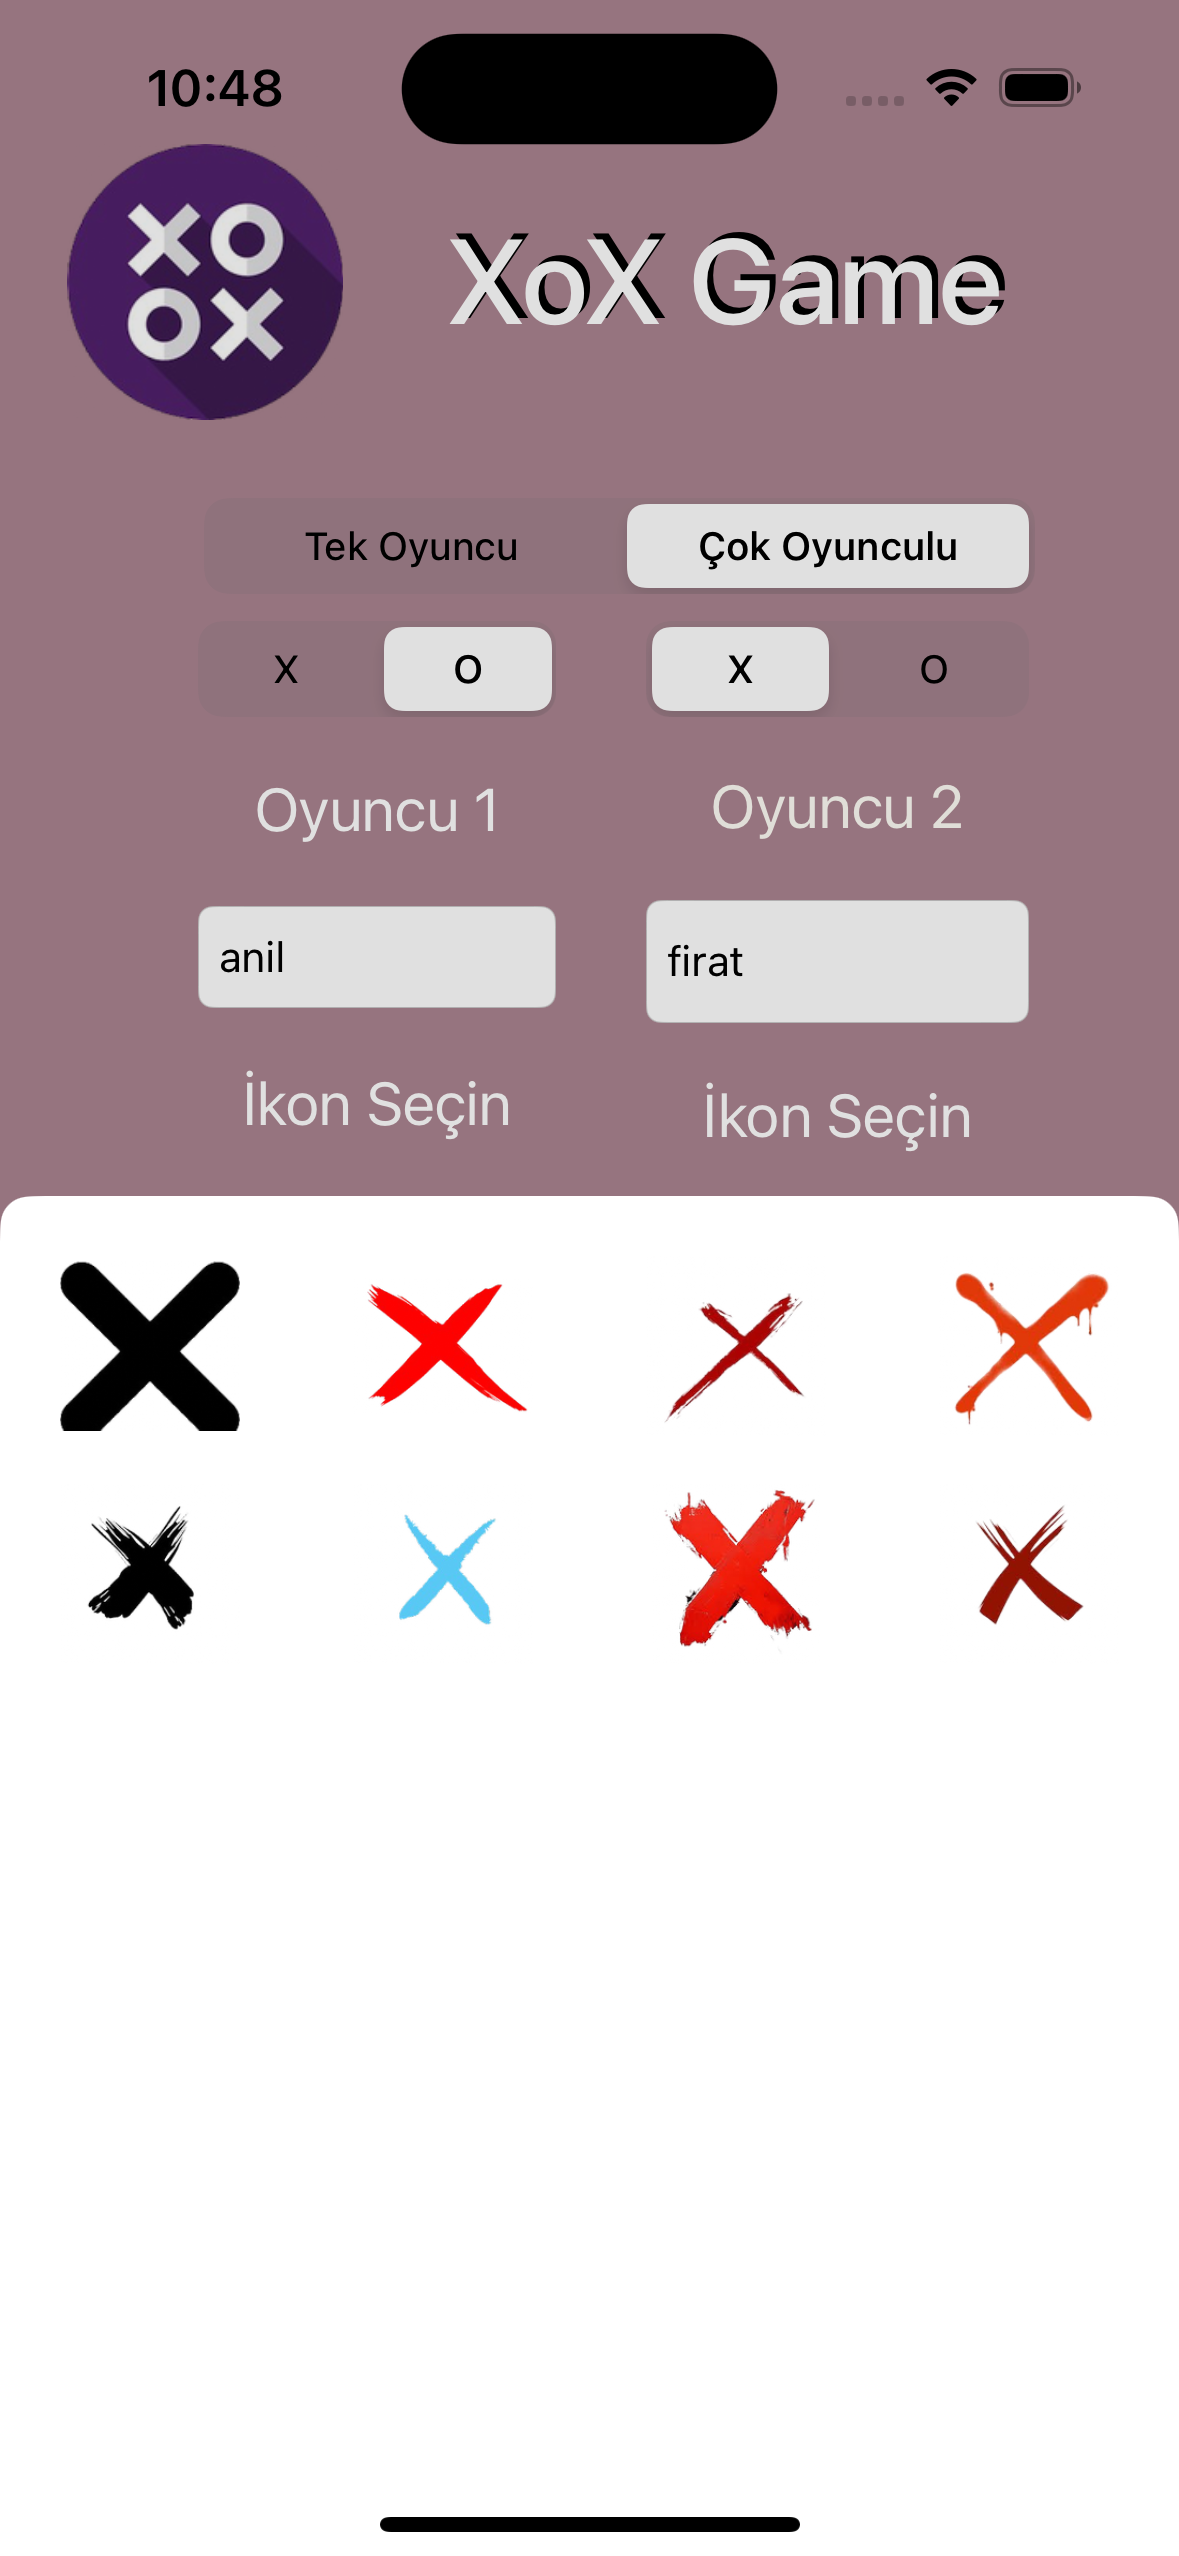 10:48
XO
OX
XoX Game
Tek Oyuncu Çok Oyunculu
X O X O
Oyuncu 1 Oyuncu 2
anil firat
İkon Seçin İkon Seçin